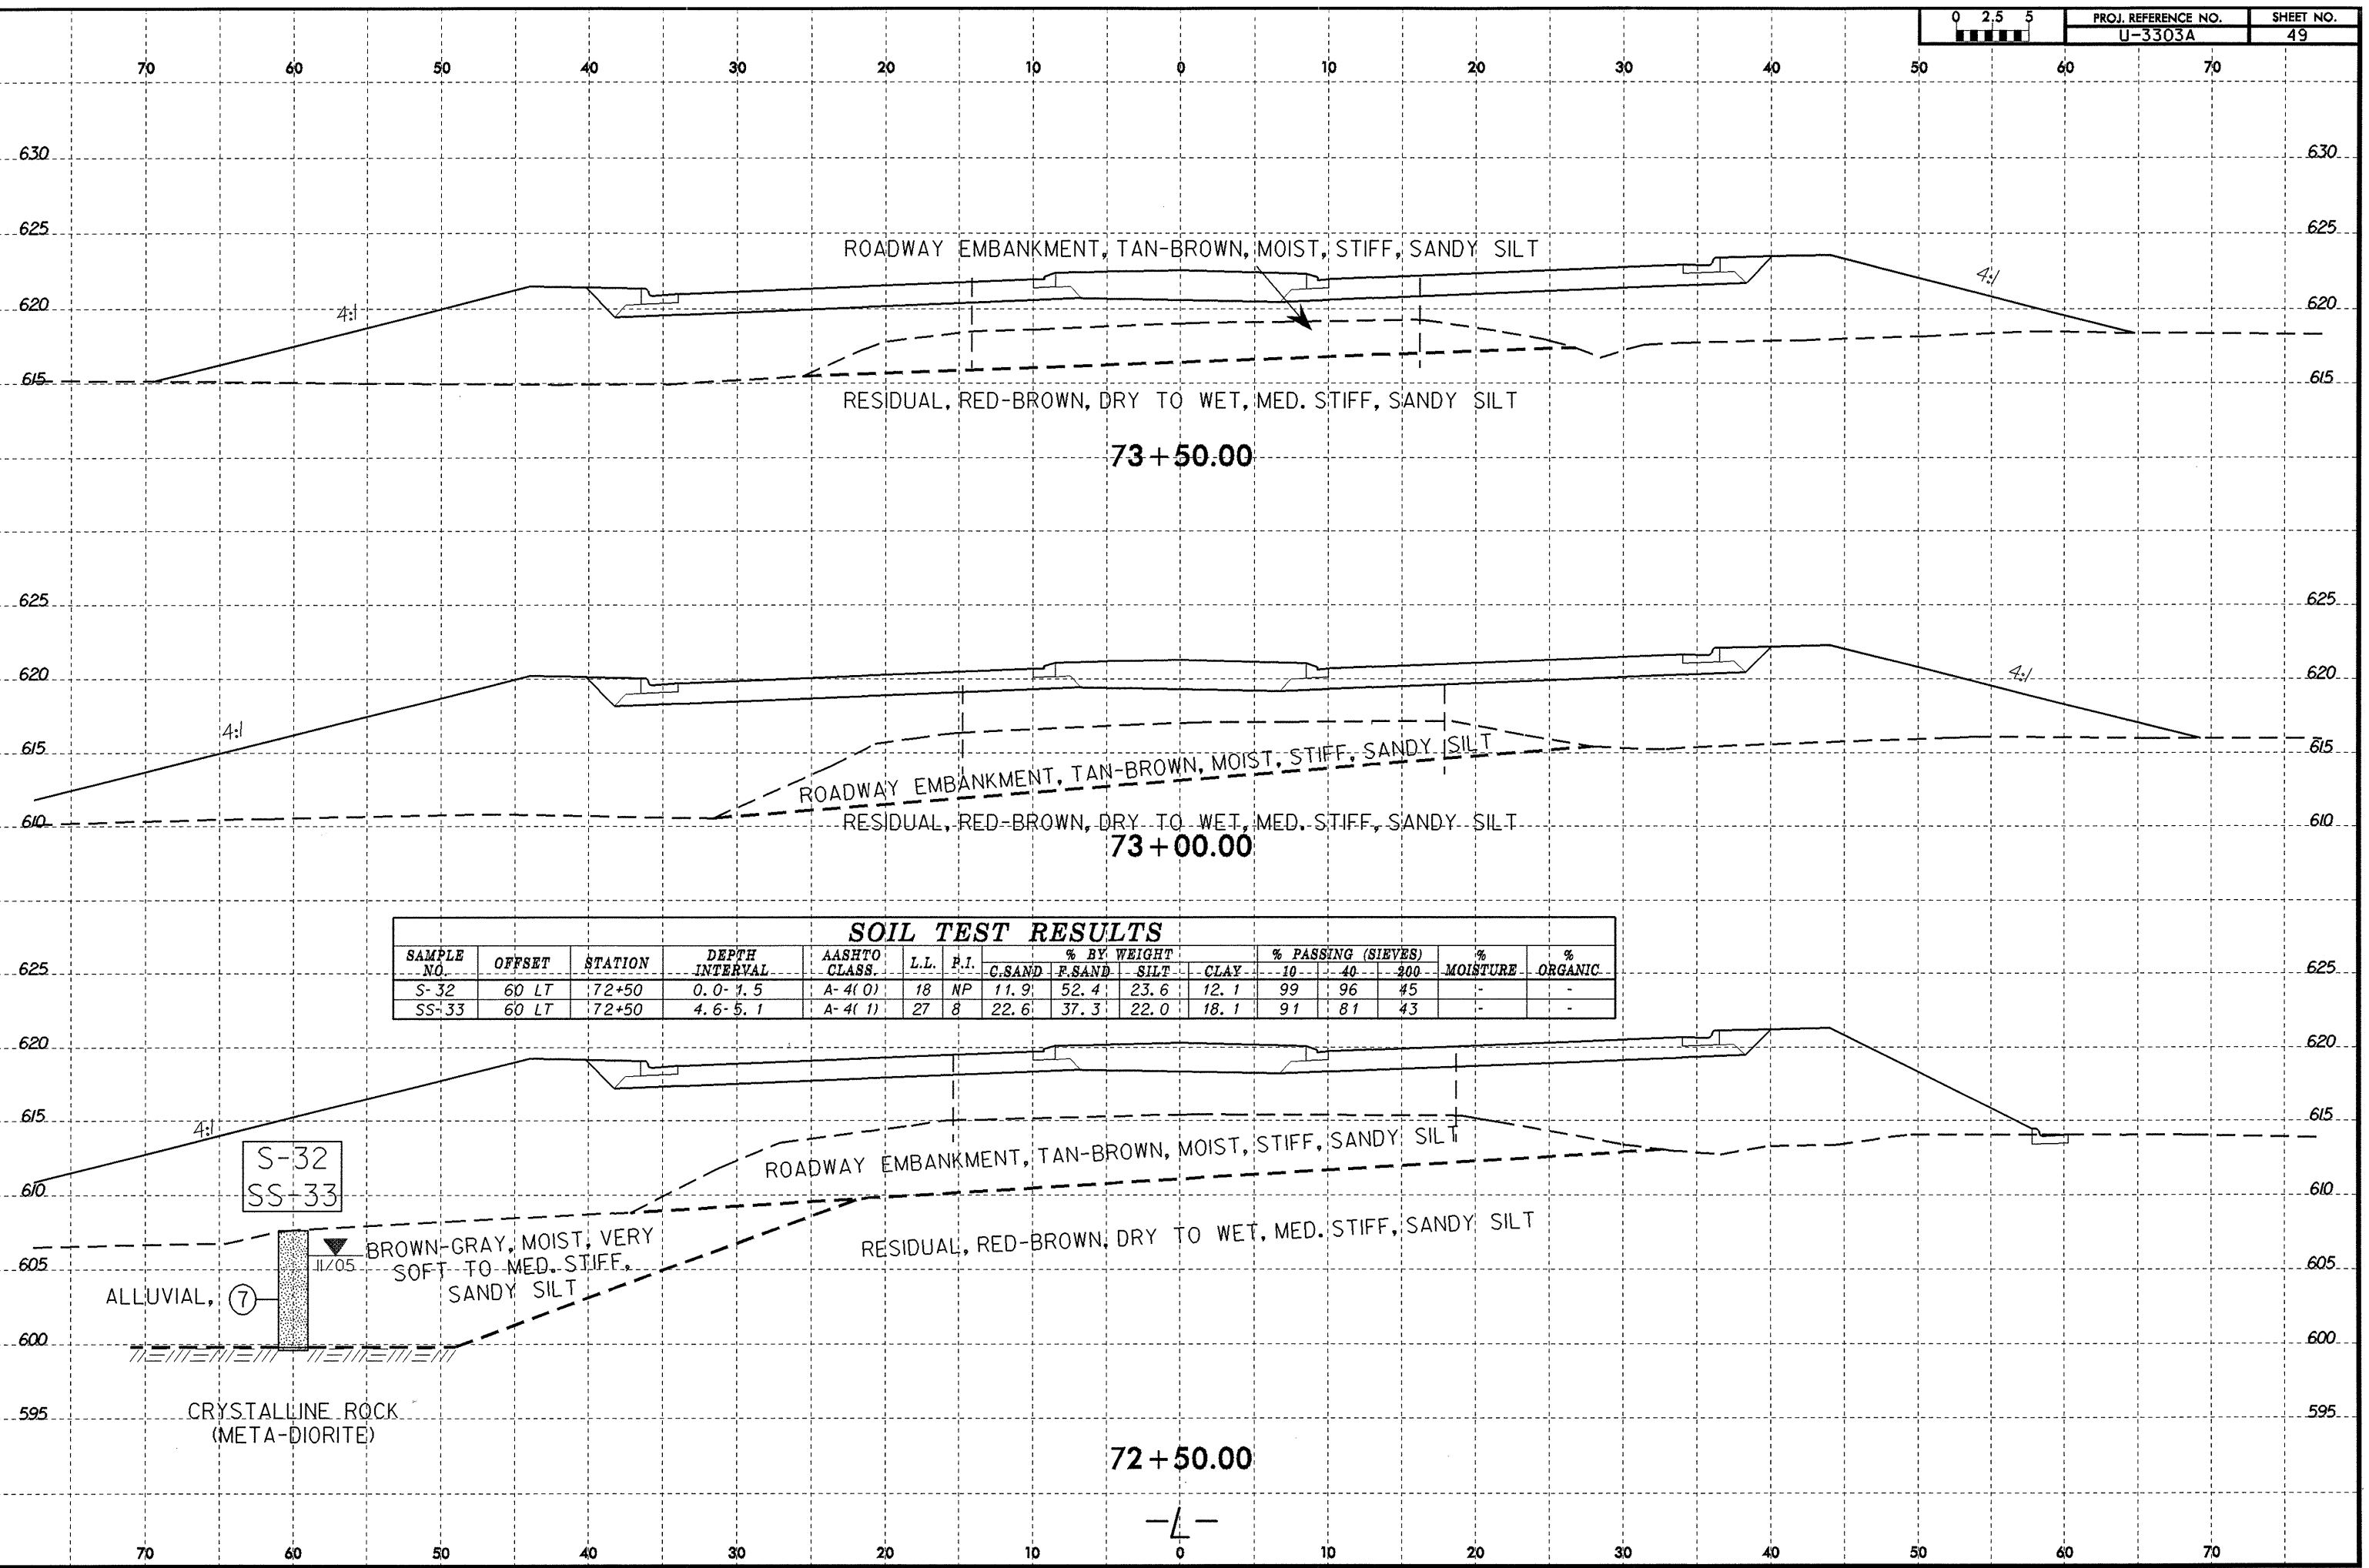 0 2.5 5
PROJ. REFERENCE NO. SHEET NO.
U-3303A 49
70 60 50 40 30 20 10 0 10 20 30 40 50 60 70
630 630
625 625
ROADWAY EMBANKMENT, TAN-BROWN, MOIST, STIFF, SANDY SILT
4:1
620 4:1 620
615 615
RESIDUAL, RED-BROWN, DRY TO WET, MED. STIFF, SANDY SILT
73+50.00
625 625
620 4:1 620
4:1
615 615
ROADWAY EMBANKMENT, TAN-BROWN, MOIST, STIFF, SANDY SILT
610 610
RESIDUAL, RED-BROWN, DRY TO WET, MED. STIFF, SANDY SILT
73+00.00
SOIL TEST RESULTS
SAMPLE NO. OFFSET STATION DEPTH INTERVAL AASHTO CLASS. L.L. P.I. % BY WEIGHT % PASSING (SIEVES) % MOISTURE % ORGANIC
C.SAND F.SAND SILT CLAY 10 40 200
625 625
S-32 60 LT 72+50 0.0-1.5 A-4(0) 18 NP 11.9 52.4 23.6 12.1 99 96 45 - -
SS-33 60 LT 72+50 4.6-5.1 A-4(1) 27 8 22.6 37.3 22.0 18.1 91 81 43 - -
620 620
615 4:1 615
S-32
SS-33
ROADWAY EMBANKMENT, TAN-BROWN, MOIST, STIFF, SANDY SILT
610 610
RESIDUAL, RED-BROWN, DRY TO WET, MED. STIFF, SANDY SILT
BROWN-GRAY, MOIST, VERY
SOFT TO MED. STIFF,
SANDY SILT
11/05
605 605
ALLUVIAL, 7
600 600
CRYSTALLINE ROCK
(META-DIORITE)
595 595
72+50.00
-L-
70 60 50 40 30 20 10 0 10 20 30 40 50 60 70